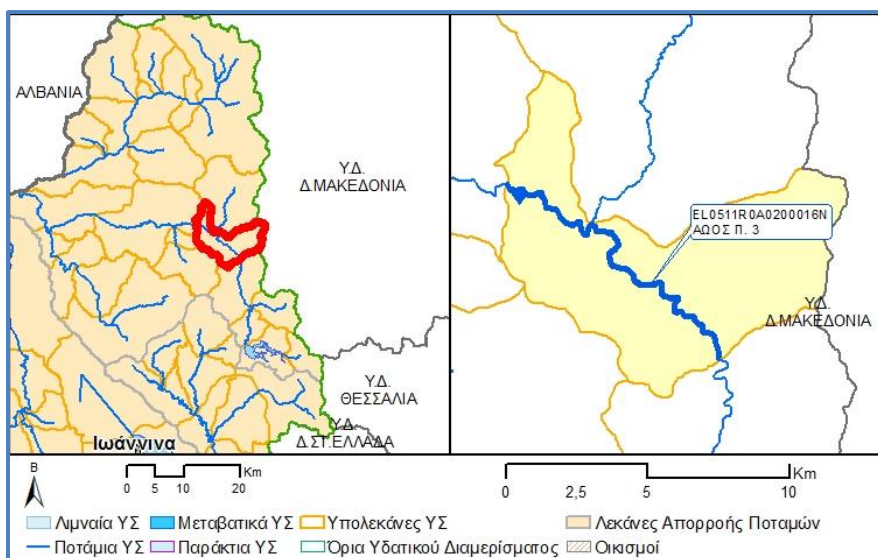 ΑΛΒΑΝΙΑ
Υ.Δ.
Δ.ΜΑΚΕΔΟΝΙΑ
Υ.Δ.
ΘΕΣΣΑΛΙΑ
Υ.Δ.
Δ.ΣΤ.ΕΛΛΑΔΑ
Ιωάννινα
EL0511R0A0200016N
ΑΩΟΣ Π. 3
Υ.Δ.
Δ.ΜΑΚΕΔΟΝΙΑ
Β
Km
0 5 10 20
Km
0 2,5 5 10
Λιμναία ΥΣ Μεταβατικά ΥΣ Υπολεκάνες ΥΣ Λεκάνες Απορροής Ποταμών
Ποτάμια ΥΣ Παράκτια ΥΣ Όρια Υδατικού Διαμερίσματος Οικισμοί